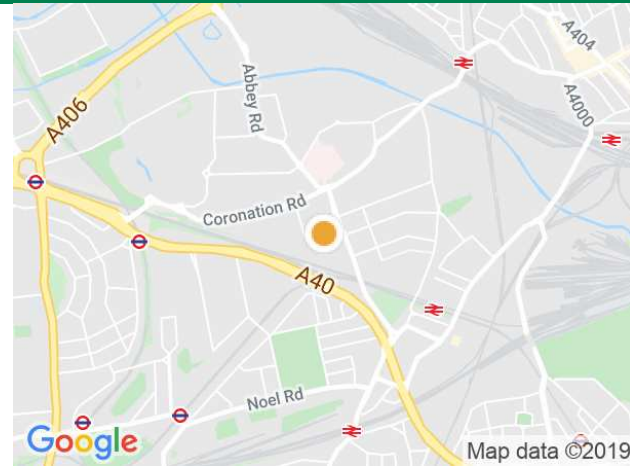 A404
A406
Abbey Rd
A4000
Coronation Rd
A40
Noel Rd
Google
Map data ©2019